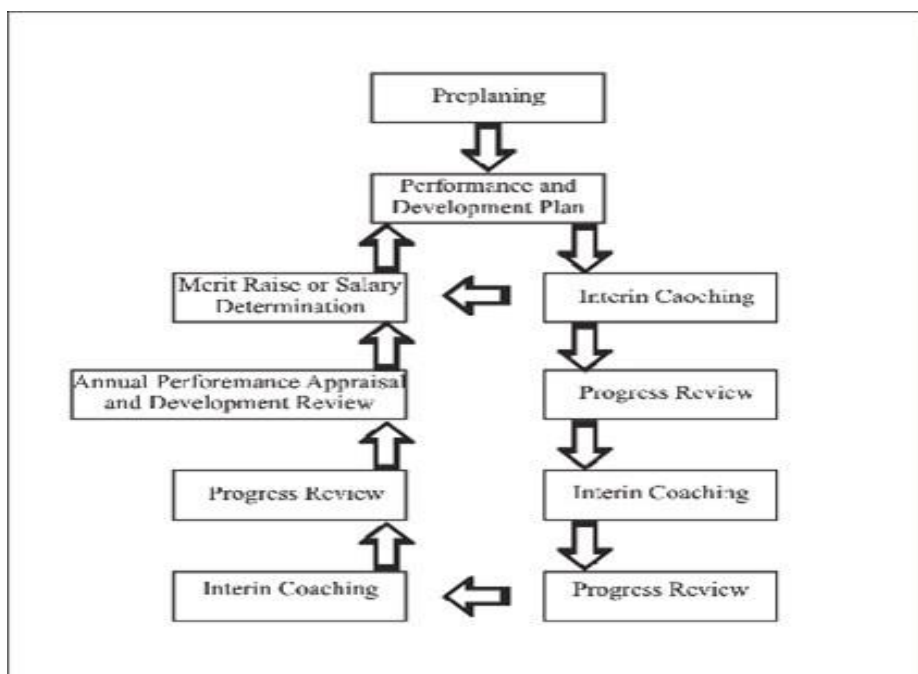 Preplaning
Performance and
Development Plan
Merit Raise or Salary
Determination
Interin Caoching
Annual Perforemance Appraisal
and Development Review
Progress Review
Progress Review
Interin Coaching
Interin Coaching
Progress Review